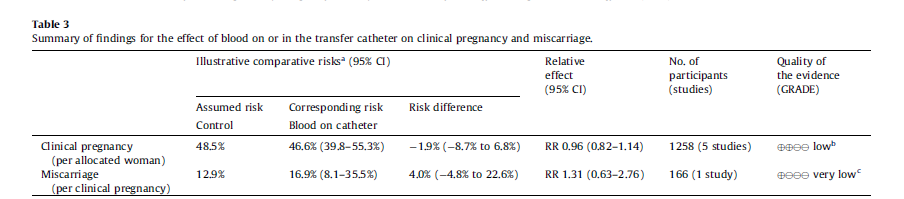 Table 3
Summary of findings for the effect of blood on or in the transfer catheter on clinical pregnancy and miscarriage.
Illustrative comparative risksᵃ (95% CI) Relative effect (95% CI) No. of participants (studies) Quality of the evidence (GRADE)
Assumed risk Corresponding risk Risk difference
Control Blood on catheter
Clinical pregnancy 48.5% 46.6% (39.8–55.3%) −1.9% (−8.7% to 6.8%) RR 0.96 (0.82–1.14) 1258 (5 studies) ⊕⊕⊖⊖ lowᵇ
(per allocated woman)
Miscarriage 12.9% 16.9% (8.1–35.5%) 4.0% (−4.8% to 22.6%) RR 1.31 (0.63–2.76) 166 (1 study) ⊕⊖⊖⊖ very lowᶜ
(per clinical pregnancy)